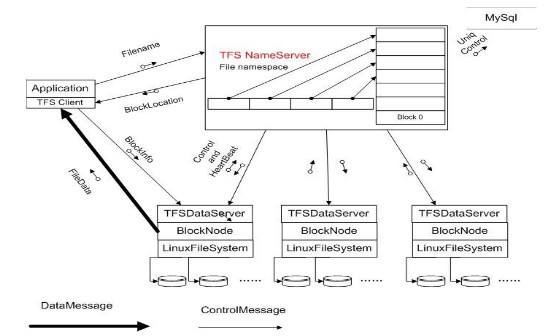 MySql
Uniq
Control
TFS NameServer
File namespace
Block 0
Filename
BlockLocation
Application
TFS Client
BlockInfo
FileData
Control
and
HeartBeat
TFSDataServer
BlockNode
LinuxFileSystem
......
TFSDataServer
BlockNode
LinuxFileSystem
......
TFSDataServer
BlockNode
LinuxFileSystem
......
DataMessage
ControlMessage